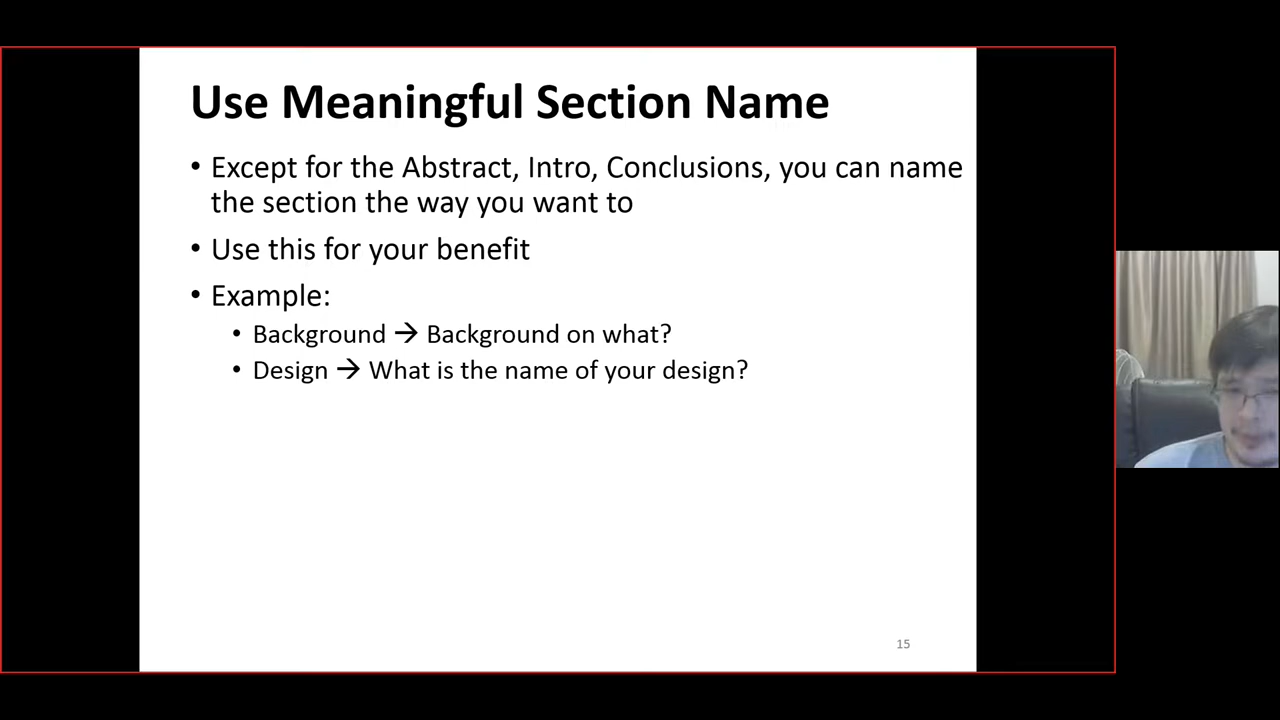 Use Meaningful Section Name
• Except for the Abstract, Intro, Conclusions, you can name
the section the way you want to
• Use this for your benefit
• Example:
• Background → Background on what?
• Design → What is the name of your design?
15